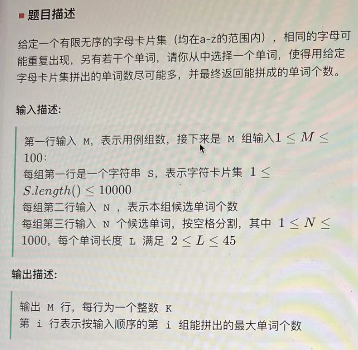 题目描述
给定一个有限无序的字母卡片集（均在a-z的范围内），相同的字母可
能重复出现，另有若干个单词，请你从中选择一个单词，使得用给定
字母卡片集拼出的单词数尽可能多，并最终返回能拼成的单词个数。
输入描述:
第一行输入 M，表示用例组数，接下来是 M 组输入1 ≤ M ≤
100：
每组第一行是一个字符串 S，表示字符卡片集 1 ≤
S.length() ≤ 10000
每组第二行输入 N ，表示本组候选单词个数
每组第三行输入 N 个候选单词，按空格分割，其中 1 ≤ N ≤
1000，每个单词长度 L 满足 2 ≤ L ≤ 45
输出描述:
输出 M 行，每行为一个整数 K
第 i 行表示按输入顺序的第 i 组能拼出的最大单词个数